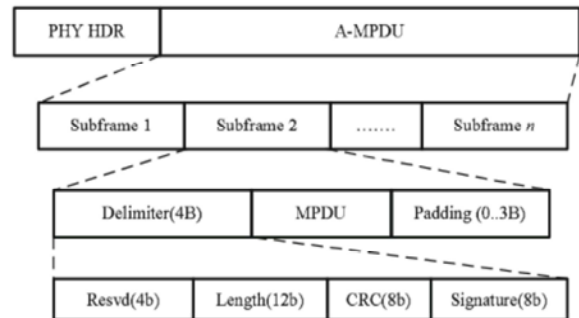 PHY HDR A-MPDU
Subframe 1 Subframe 2 ....... Subframe n
Delimiter(4B) MPDU Padding (0..3B)
Resvd(4b) Length(12b) CRC(8b) Signature(8b)